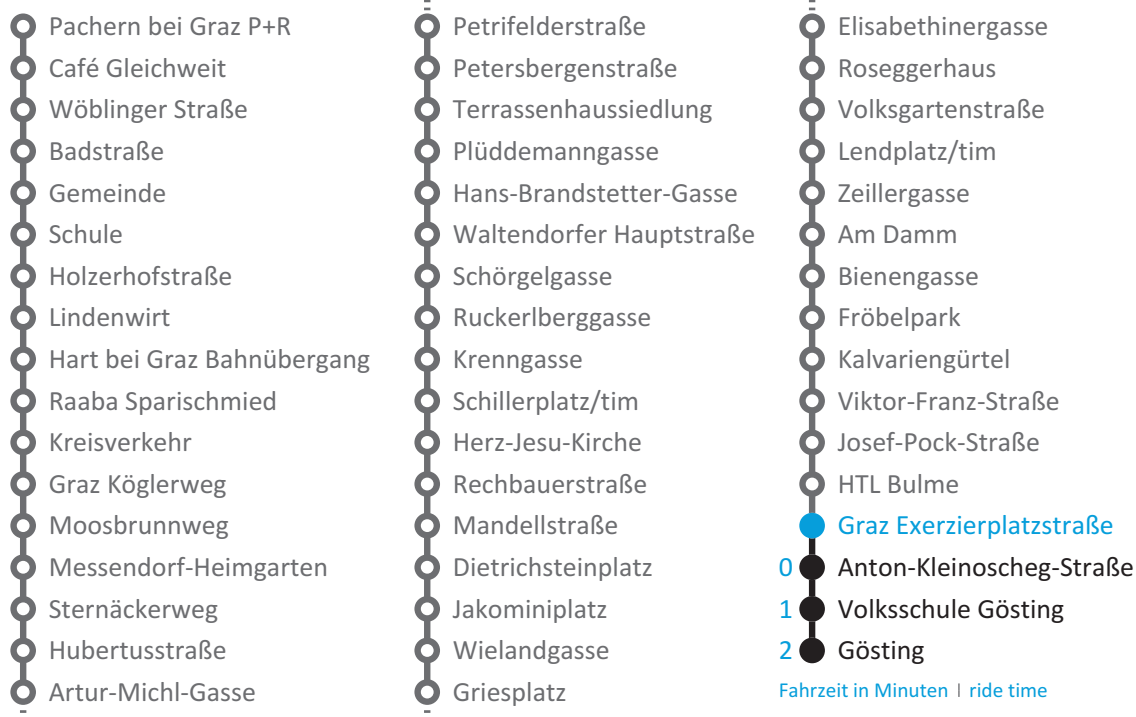 Pachern bei Graz P+R
Café Gleichweit
Wöblinger Straße
Badstraße
Gemeinde
Schule
Holzerhofstraße
Lindenwirt
Hart bei Graz Bahnübergang
Raaba Sparischmied
Kreisverkehr
Graz Köglerweg
Moosbrunnweg
Messendorf-Heimgarten
Sternäckerweg
Hubertusstraße
Artur-Michl-Gasse
Petrifelderstraße
Petersbergenstraße
Terrassenhaussiedlung
Plüddemanngasse
Hans-Brandstetter-Gasse
Waltendorfer Hauptstraße
Schörgelgasse
Ruckerlberggasse
Krenngasse
Schillerplatz/tim
Herz-Jesu-Kirche
Rechbauerstraße
Mandellstraße
Dietrichsteinplatz
Jakominiplatz
Wielandgasse
Griesplatz
Elisabethinergasse
Roseggerhaus
Volksgartenstraße
Lendplatz/tim
Zeillergasse
Am Damm
Bienengasse
Fröbelpark
Kalvariengürtel
Viktor-Franz-Straße
Josef-Pock-Straße
HTL Bulme
Graz Exerzierplatzstraße
0 Anton-Kleinoscheg-Straße
1 Volksschule Gösting
2 Gösting
Fahrzeit in Minuten | ride time